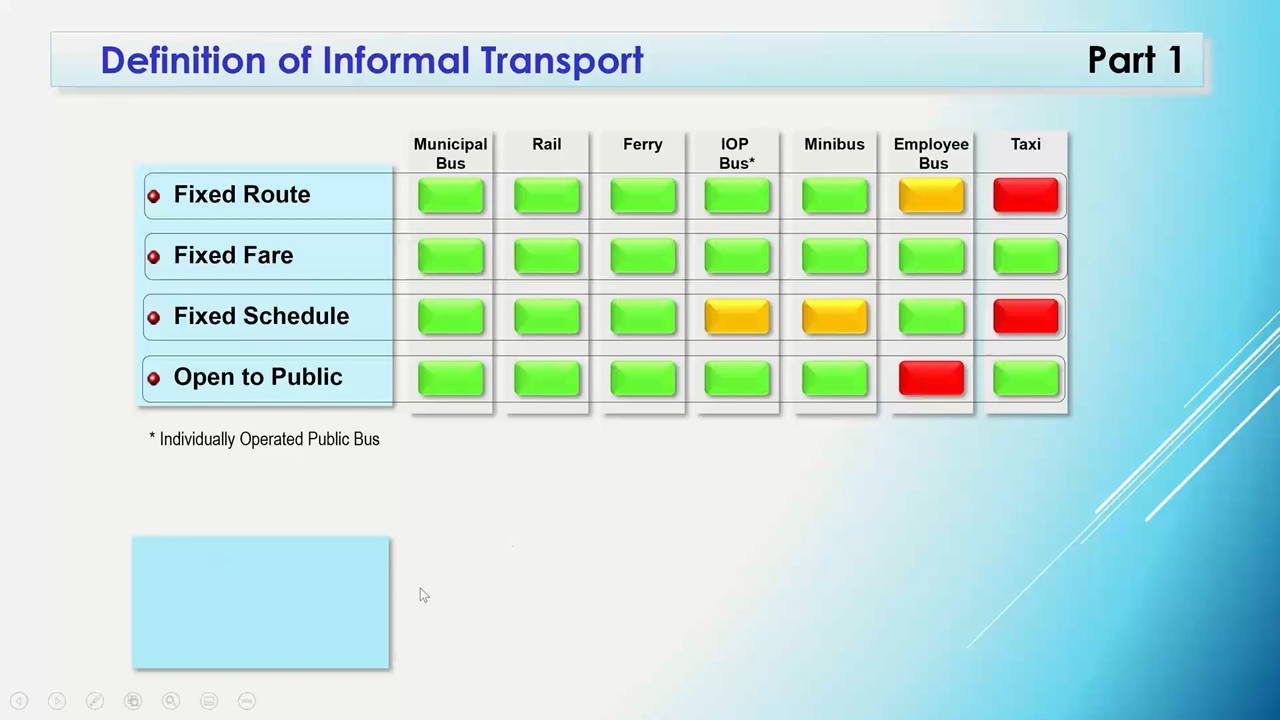 Definition of Informal Transport
Part 1
Municipal Bus
Rail
Ferry
IOP Bus*
Minibus
Employee Bus
Taxi
Fixed Route
Fixed Fare
Fixed Schedule
Open to Public
* Individually Operated Public Bus